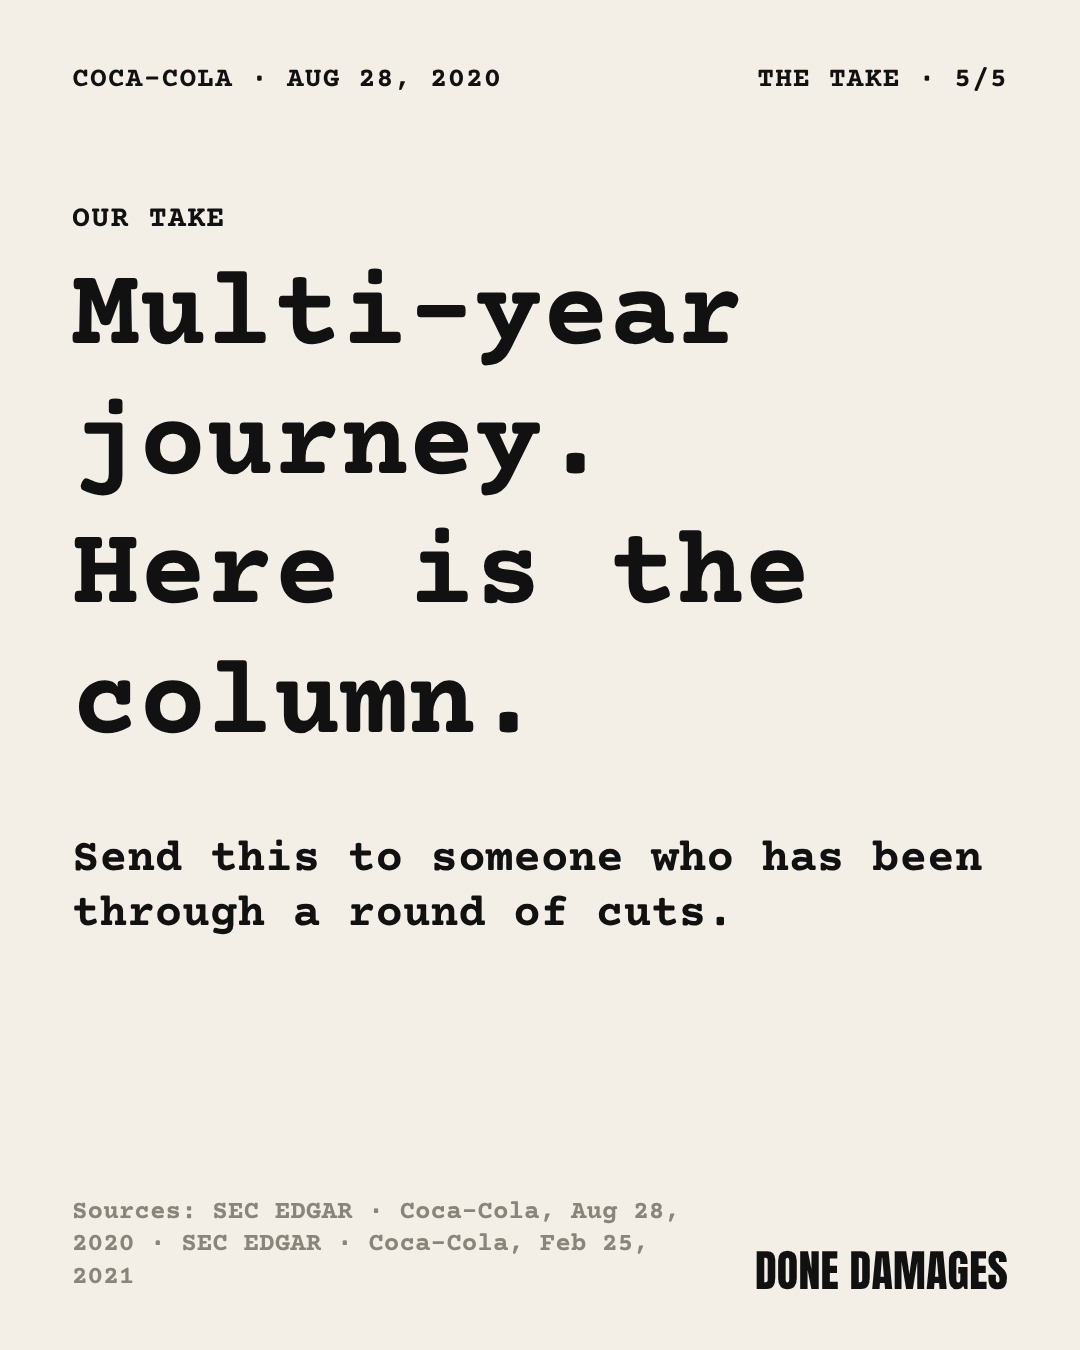 COCA-COLA · AUG 28, 2020
THE TAKE · 5/5
OUR TAKE
Multi-year
journey.
Here is the
column.
Send this to someone who has been
through a round of cuts.
Sources: SEC EDGAR · Coca-Cola, Aug 28,
2020 · SEC EDGAR · Coca-Cola, Feb 25,
2021
DONE DAMAGES